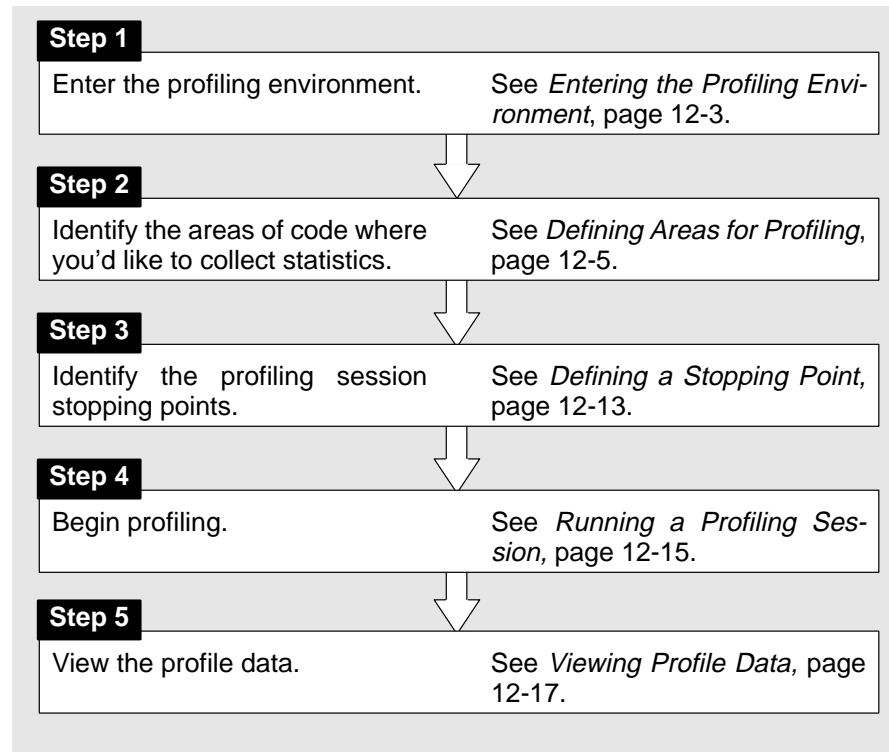 Step 1
Enter the profiling environment.
See Entering the Profiling Envi-
ronment, page 12-3.
Step 2
Identify the areas of code where
you'd like to collect statistics.
See Defining Areas for Profiling,
page 12-5.
Step 3
Identify the profiling session
stopping points.
See Defining a Stopping Point,
page 12-13.
Step 4
Begin profiling.
See Running a Profiling Ses-
sion, page 12-15.
Step 5
View the profile data.
See Viewing Profile Data, page
12-17.